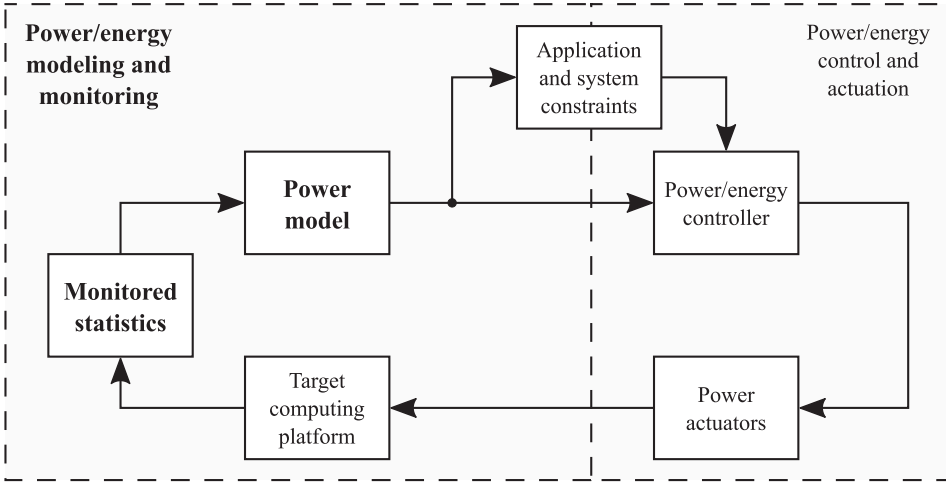 Power/energy
modeling and
monitoring
Application
and system
constraints
Power/energy
control and
actuation
Power
model
Power/energy
controller
Monitored
statistics
Target
computing
platform
Power
actuators